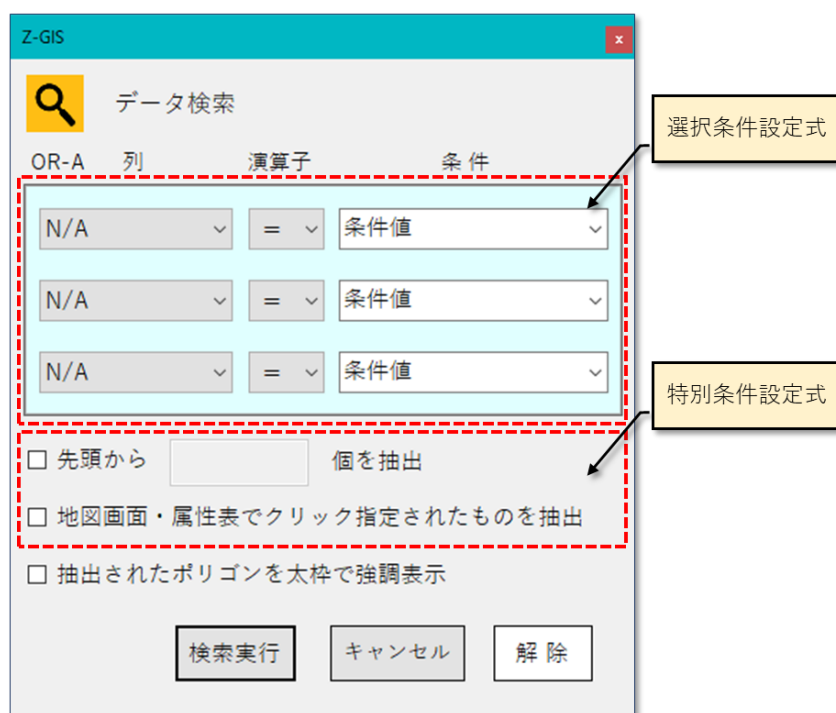 Z-GIS
x
データ検索
選択条件設定式
OR-A 列 演算子 条件
N/A = 条件値
N/A = 条件値
N/A = 条件値
特別条件設定式
先頭から 個を抽出
地図画面・属性表でクリック指定されたものを抽出
抽出されたポリゴンを太枠で強調表示
検索実行 キャンセル 解除